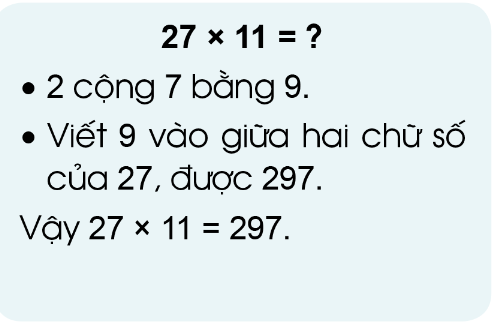 27 × 11 = ?
• 2 cộng 7 bằng 9.
• Viết 9 vào giữa hai chữ số
của 27, được 297.
Vậy 27 × 11 = 297.